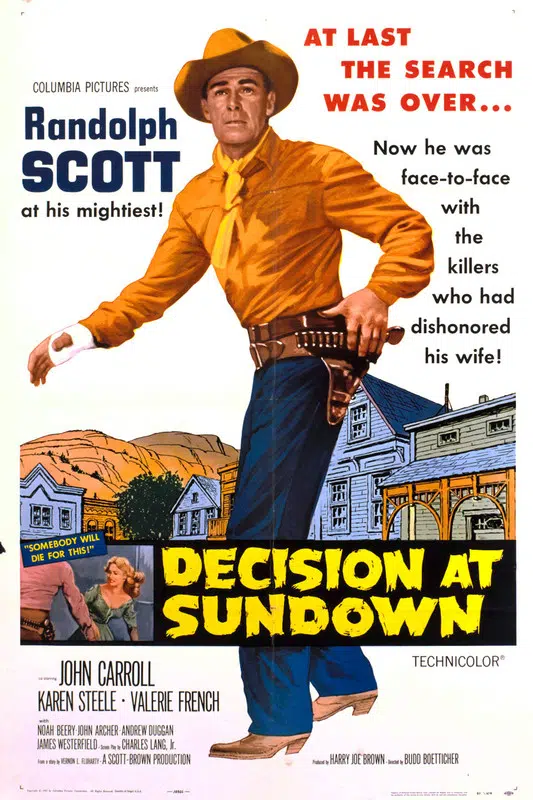 COLUMBIA PICTURES presents
Randolph
SCOTT
at his mightiest!
AT LAST
THE SEARCH
WAS OVER...
Now he was
face-to-face
with
the
killers
who had
dishonored
his wife!
"SOMEBODY WILL
DIE FOR THIS!"
DECISION AT
SUNDOWN
TECHNICOLOR®
co-starring JOHN CARROLL
KAREN STEELE · VALERIE FRENCH
with
NOAH BEERY · JOHN ARCHER · ANDREW DUGGAN
JAMES WESTERFIELD · Screen Play by CHARLES LANG, Jr.
From a story by VERNON L. FLUHARTY · A SCOTT-BROWN PRODUCTION
Produced by HARRY JOE BROWN · Directed by BUDD BOETTICHER